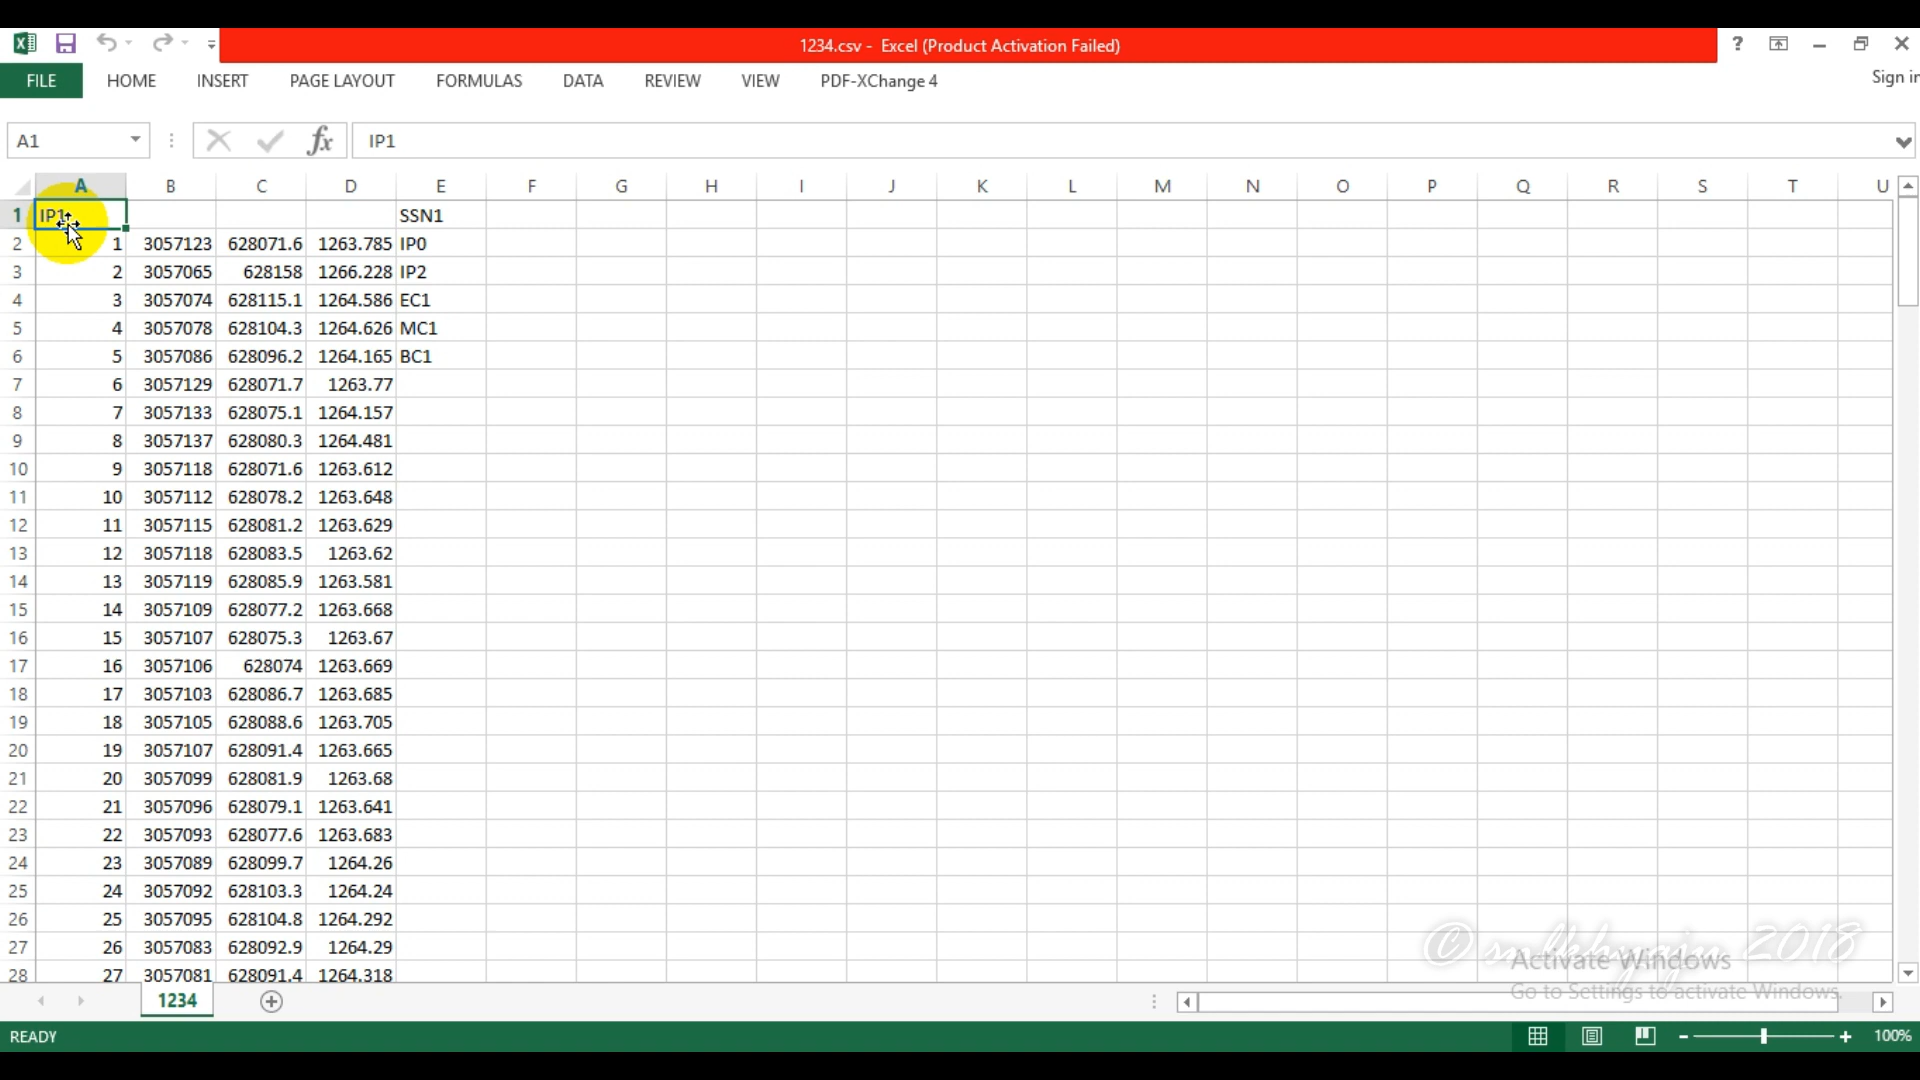 1234.csv - Excel (Product Activation Failed) ?
FILE HOME INSERT PAGE LAYOUT FORMULAS DATA REVIEW VIEW PDF-XChange 4 Sign in
A1 fx IP1
A B C D E F G H I J K L M N O P Q R S T U
1 IP1 SSN1
2 1 3057123 628071.6 1263.785 IP0
3 2 3057065 628158 1266.228 IP2
4 3 3057074 628115.1 1264.586 EC1
5 4 3057078 628104.3 1264.626 MC1
6 5 3057086 628096.2 1264.165 BC1
7 6 3057129 628071.7 1263.77
8 7 3057133 628075.1 1264.157
9 8 3057137 628080.3 1264.481
10 9 3057118 628071.6 1263.612
11 10 3057112 628078.2 1263.648
12 11 3057115 628081.2 1263.629
13 12 3057118 628083.5 1263.62
14 13 3057119 628085.9 1263.581
15 14 3057109 628077.2 1263.668
16 15 3057107 628075.3 1263.67
17 16 3057106 628074 1263.669
18 17 3057103 628086.7 1263.685
19 18 3057105 628088.6 1263.705
20 19 3057107 628091.4 1263.665
21 20 3057099 628081.9 1263.68
22 21 3057096 628079.1 1263.641
23 22 3057093 628077.6 1263.683
24 23 3057089 628099.7 1264.26
25 24 3057092 628103.3 1264.24
26 25 3057095 628104.8 1264.292
27 26 3057083 628092.9 1264.29
28 27 3057081 628091.4 1264.318
© 2018
Activate Windows
Go to Settings to activate Windows.
1234
READY 100%